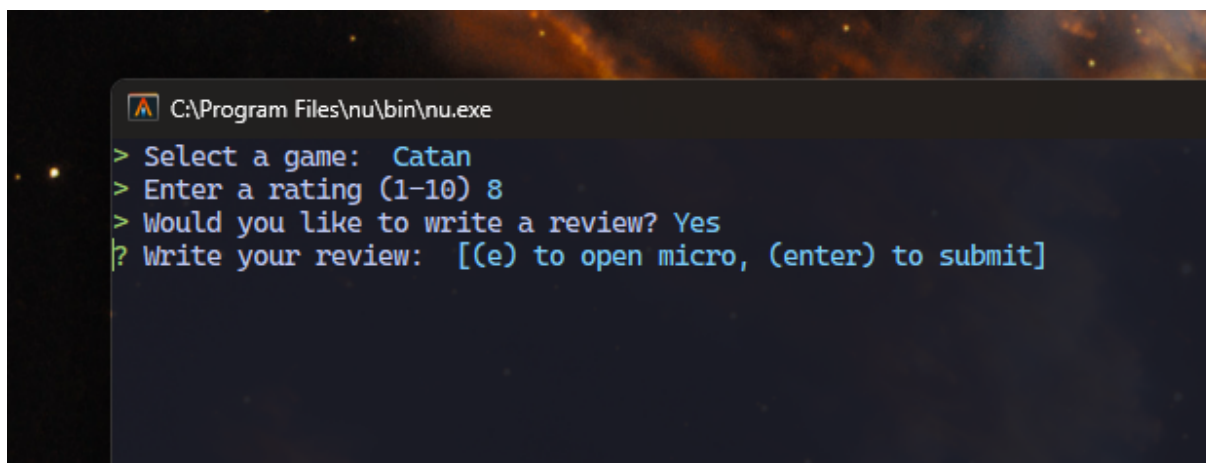 C:\Program Files\nu\bin\nu.exe
> Select a game:  Catan
> Enter a rating (1-10) 8
> Would you like to write a review? Yes
? Write your review:  [(e) to open micro, (enter) to submit]